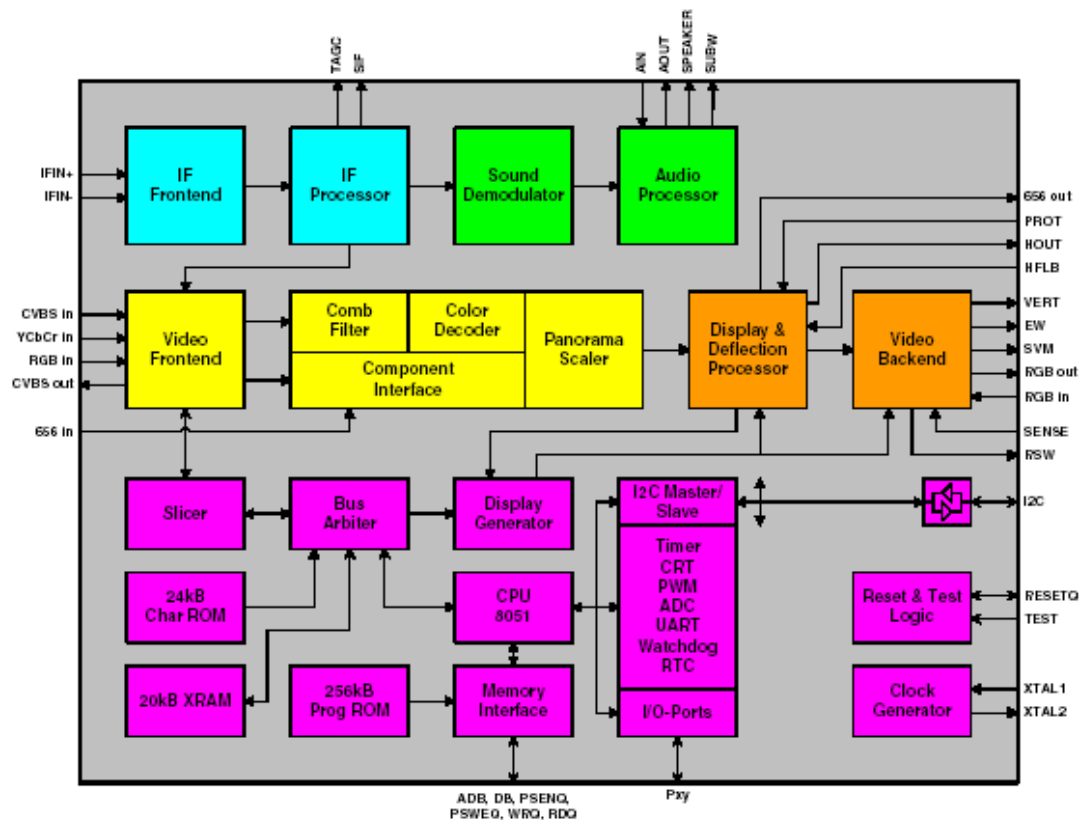 TAGC
SIF
AIN
AOUT
SPEAKER
SUBW
IFIN+
IFIN-
IF
Frontend
IF
Processor
Sound
Demodulator
Audio
Processor
656 out
PROT
HOUT
HFLB
CVBS in
YCbCr in
RGB in
CVBS out
656 in
Video
Frontend
Comb
Filter
Color
Decoder
Component
Interface
Panorama
Scaler
Display &
Deflection
Processor
Video
Backend
VERT
EW
SVM
RGB out
RGB in
SENSE
RSW
Slicer
Bus
Arbiter
Display
Generator
I2C Master/
Slave
I2C
24kB
Char ROM
CPU
8051
Timer
CRT
PWM
ADC
UART
Watchdog
RTC
Reset & Test
Logic
RESETQ
TEST
20kB XRAM
256kB
Prog ROM
Memory
Interface
I/O-Ports
Clock
Generator
XTAL1
XTAL2
ADB, DB, PSENQ,
PSWEQ, WRQ, RDQ
Pxy